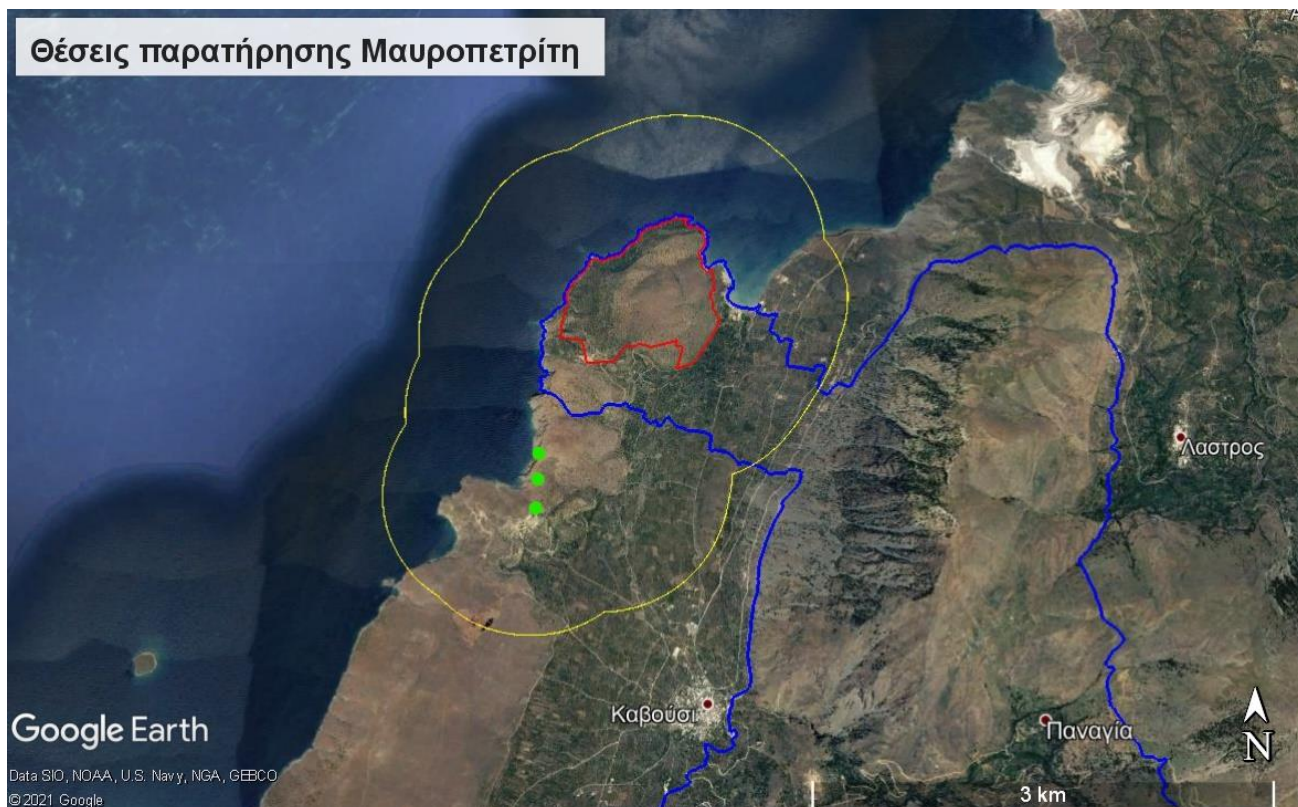 Θέσεις παρατήρησης Μαυροπετρίτη
Λαστρος
Καβούσι
Παναγία
Google Earth
N
Data SIO, NOAA, U.S. Navy, NGA, GEBCO
© 2021 Google
3 km